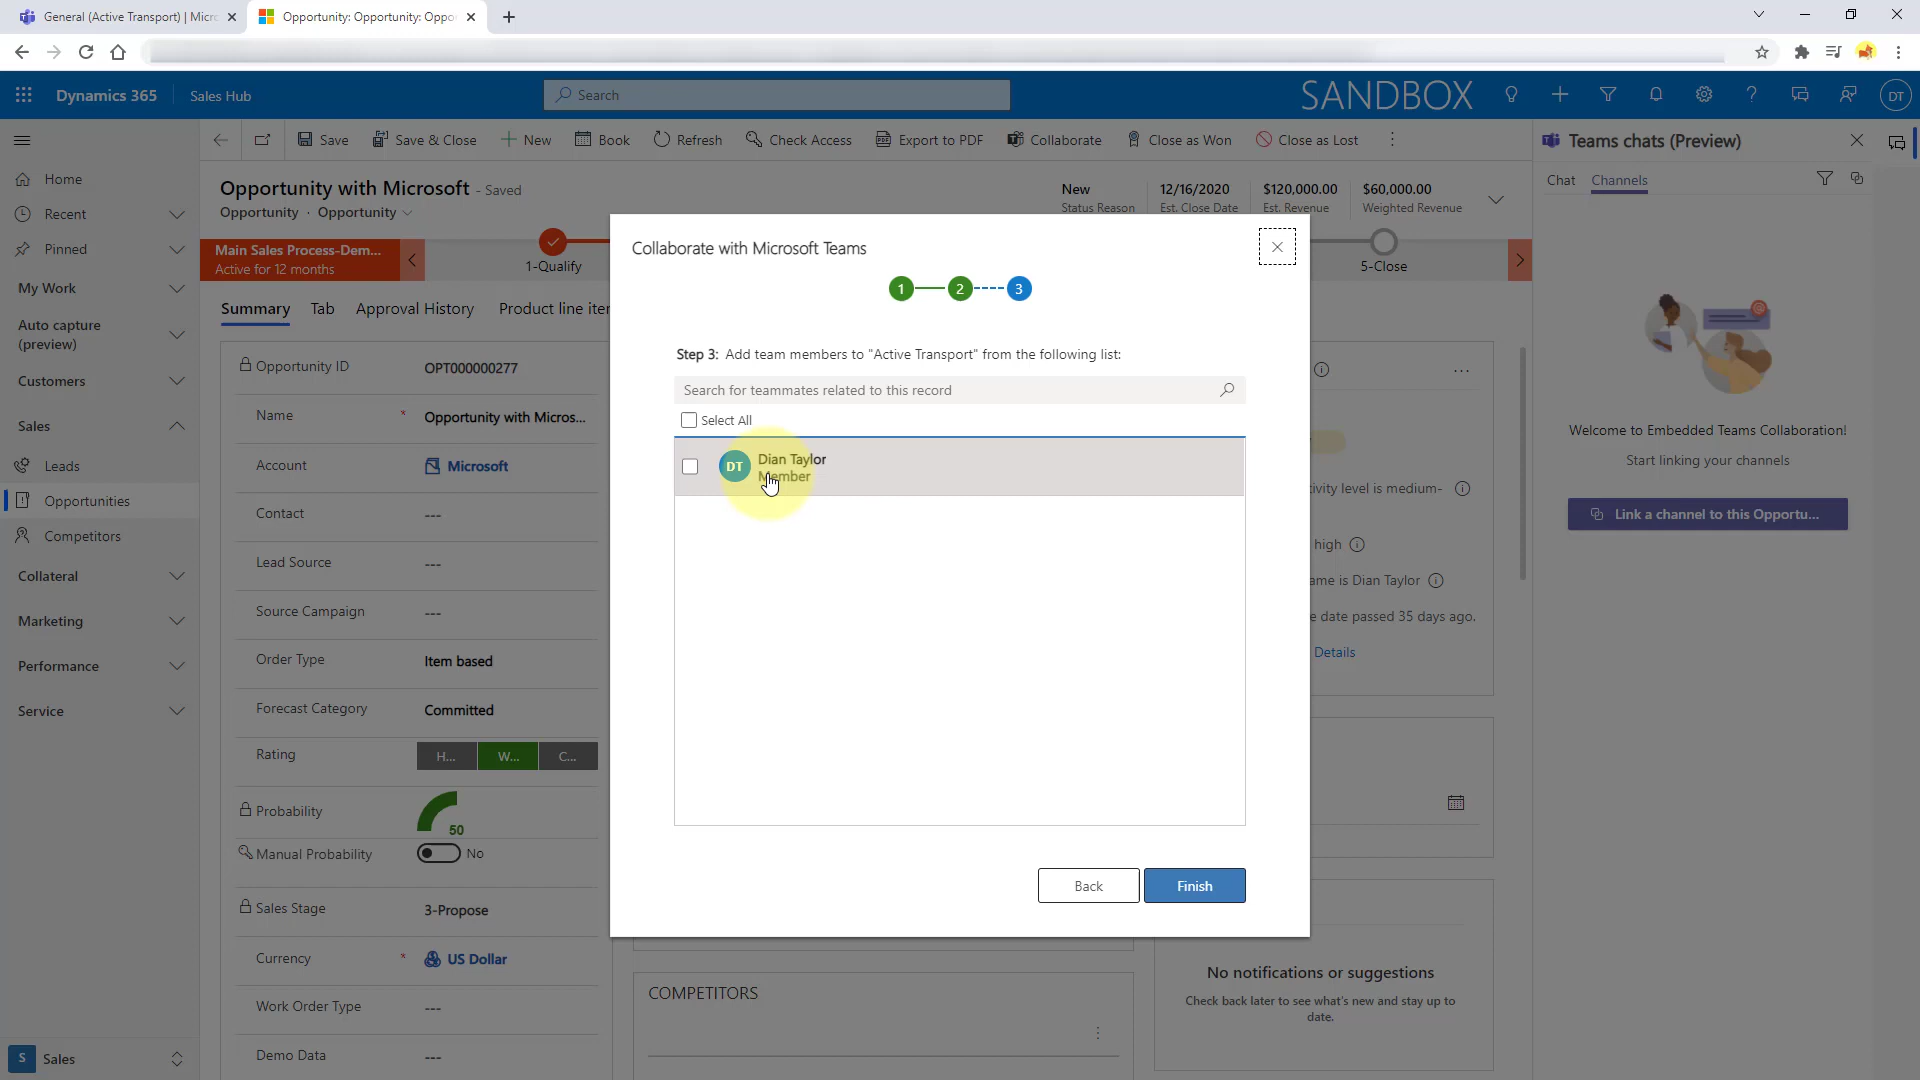 General (Active Transport) | Micro
Opportunity: Opportunity: Oppor
Dynamics 365
Sales Hub
Search
SANDBOX
DT
Save
Save & Close
New
Book
Refresh
Check Access
Export to PDF
Collaborate
Close as Won
Close as Lost
Teams chats (Preview)
Chat
Channels
Home
Recent
Pinned
My Work
Auto capture
(preview)
Customers
Sales
Leads
Opportunities
Competitors
Collateral
Marketing
Performance
Service
S
Sales
Opportunity with Microsoft - Saved
Opportunity · Opportunity
New
Status Reason
12/16/2020
Est. Close Date
$120,000.00
Est. Revenue
$60,000.00
Weighted Revenue
Main Sales Process-Dem...
Active for 12 months
1-Qualify
5-Close
Summary
Tab
Approval History
Product line iter
Opportunity ID
OPT000000277
Name
*
Opportunity with Micros...
Account
Microsoft
Contact
---
Lead Source
---
Source Campaign
---
Order Type
Item based
Forecast Category
Committed
Rating
H...
W...
C...
Probability
50
Manual Probability
No
Sales Stage
3-Propose
Currency
*
US Dollar
Work Order Type
---
Demo Data
---
Collaborate with Microsoft Teams
1
2
3
Step 3: Add team members to "Active Transport" from the following list:
Search for teammates related to this record
Select All
DT
Dian Taylor
Member
Back
Finish
tivity level is medium-
high
ame is Dian Taylor
e date passed 35 days ago.
Details
COMPETITORS
No notifications or suggestions
Check back later to see what's new and stay up to
date.
Welcome to Embedded Teams Collaboration!
Start linking your channels
Link a channel to this Opportu...